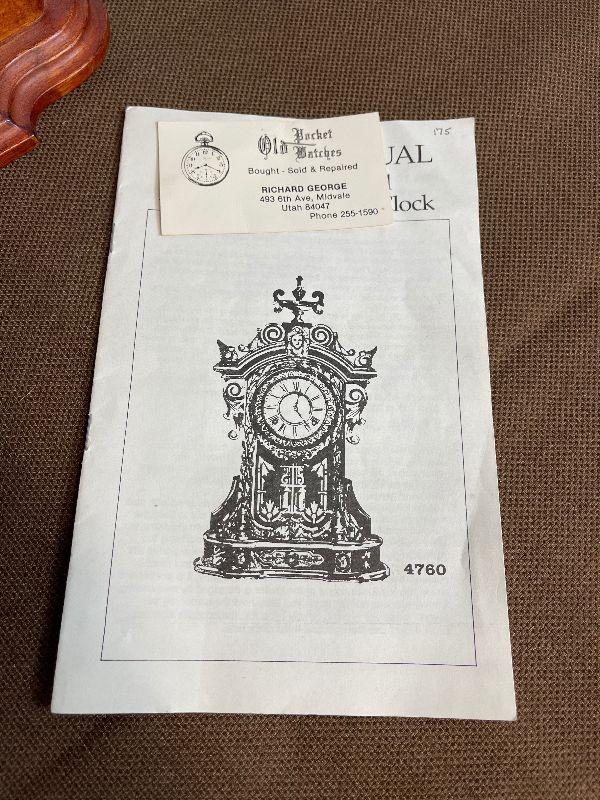 Old Pocket Watches
Bought - Sold & Repaired
RICHARD GEORGE
493 6th Ave, Midvale
Utah 84047
Phone 255-1590
175
UAL
lock
4760